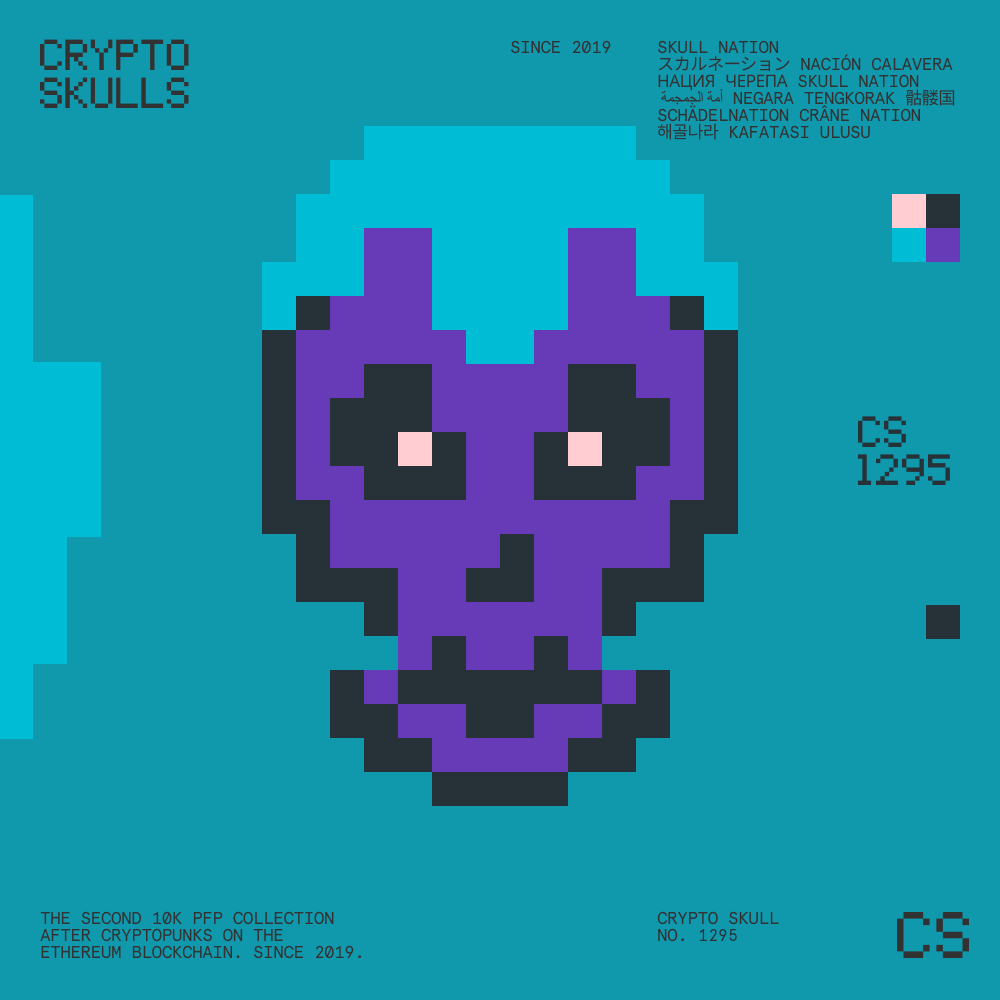 CRYPTO
SKULLS
SINCE 2019
SKULL NATION
スカルネーション NACIÓN CALAVERA
НАЦИЯ ЧЕРЕПА SKULL NATION
أمة الجمجمة NEGARA TENGKORAK 骷髅国
SCHÄDELNATION CRÂNE NATION
해골나라 KAFATASI ULUSU
CS
1295
THE SECOND 10K PFP COLLECTION
AFTER CRYPTOPUNKS ON THE
ETHEREUM BLOCKCHAIN. SINCE 2019.
CRYPTO SKULL
NO. 1295
CS